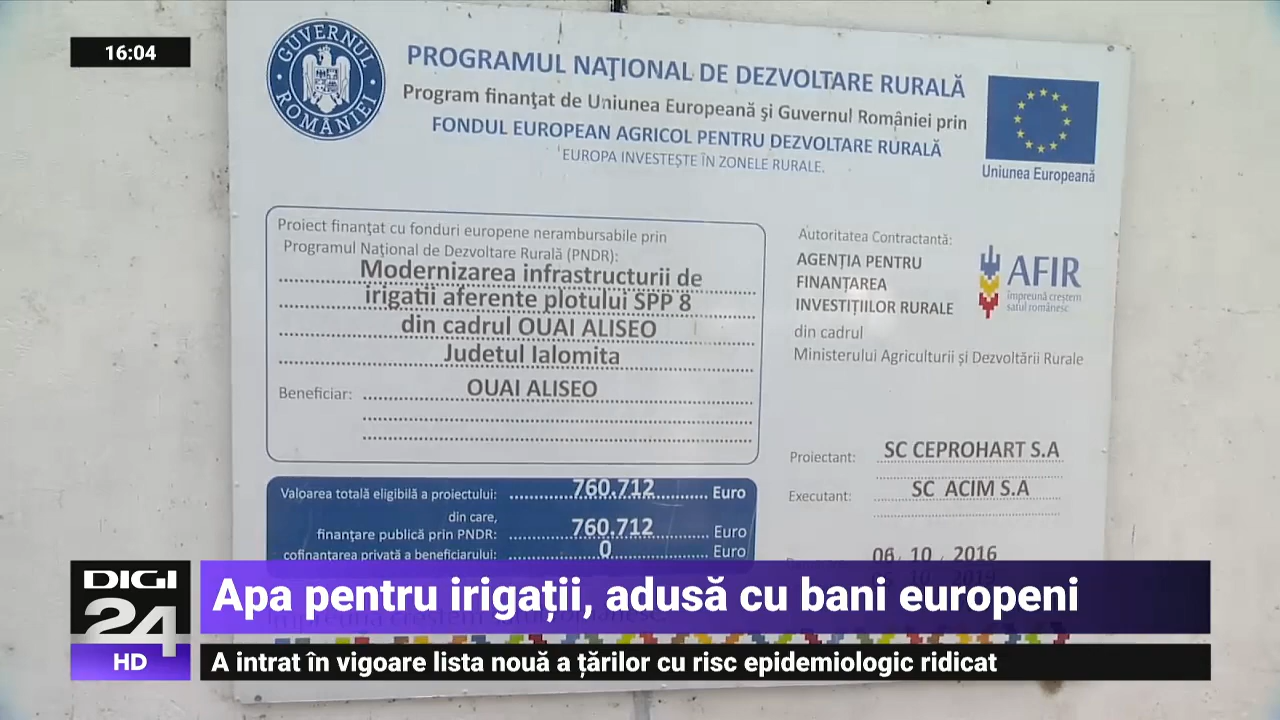 16:04
GUVERNUL ROMÂNIEI
PROGRAMUL NAŢIONAL DE DEZVOLTARE RURALĂ
Program finanţat de Uniunea Europeană şi Guvernul României prin
FONDUL EUROPEAN AGRICOL PENTRU DEZVOLTARE RURALĂ
'EUROPA INVESTEŞTE ÎN ZONELE RURALE.
Uniunea Europeană
Proiect finanţat cu fonduri europene nerambursabile prin
Programul Naţional de Dezvoltare Rurală (PNDR):
Modernizarea infrastructurii de
irigatii aferente plotului SPP 8
din cadrul OUAI ALISEO
Judetul Ialomita
Beneficiar: OUAI ALISEO
Autoritatea Contractantă:
AGENŢIA PENTRU
FINANŢAREA
INVESTIŢIILOR RURALE
din cadrul
Ministerului Agriculturii şi Dezvoltării Rurale
AFIR
împreună creştem
satul românesc
Proiectant: SC CEPROHART S.A
Executant: SC ACIM S.A
Valoarea totală eligibilă a proiectului: 760.712 Euro
din care,
finanţare publică prin PNDR: 760.712 Euro
cofinanţarea privată a beneficiarului: 0 Euro
06. 10. 2016
DIGI
24
HD
Apa pentru irigații, adusă cu bani europeni
A intrat în vigoare lista nouă a țărilor cu risc epidemiologic ridicat